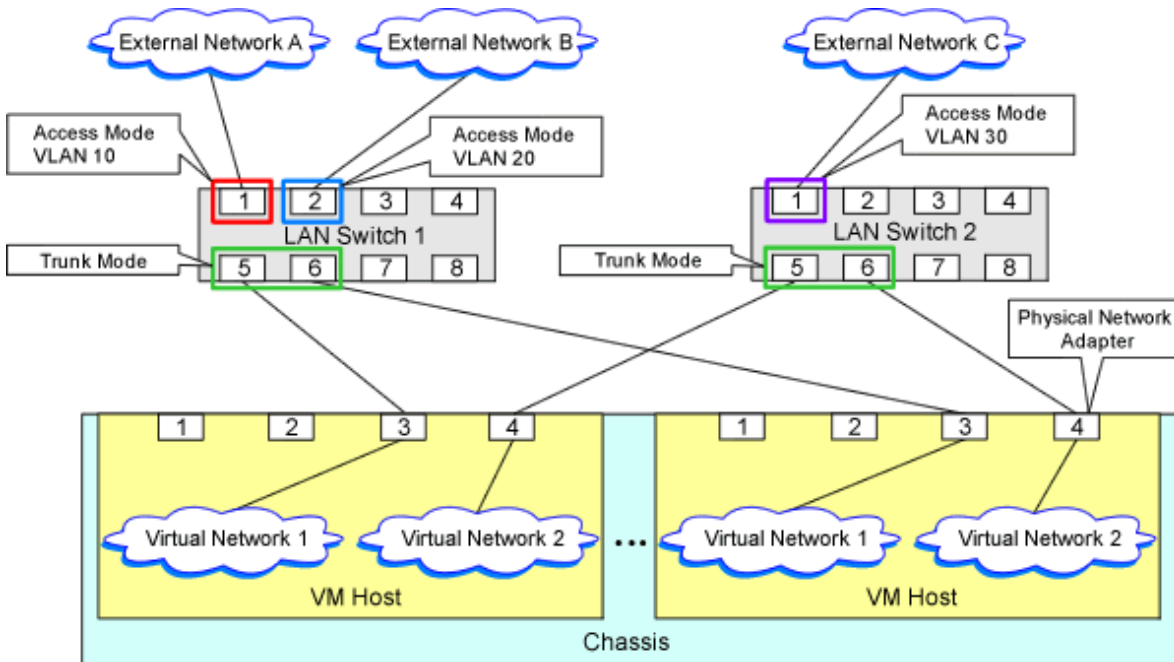 External Network A
External Network B
External Network C
Access Mode
VLAN 10
Access Mode
VLAN 20
Access Mode
VLAN 30
1
2
3
4
LAN Switch 1
5
6
7
8
Trunk Mode
1
2
3
4
LAN Switch 2
5
6
7
8
Trunk Mode
Physical Network
Adapter
1
2
3
4
Virtual Network 1
Virtual Network 2
VM Host
...
1
2
3
4
Virtual Network 1
Virtual Network 2
VM Host
Chassis